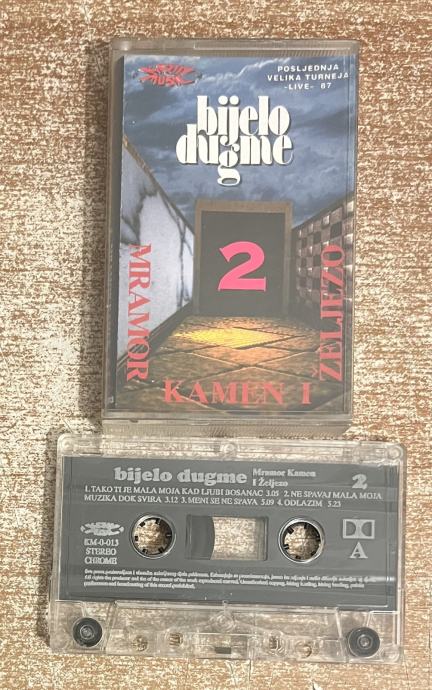 POSLJEDNJA
VELIKA TURNEJA
-LIVE- 87
bijelo
dugme
2
MRAMOR
KAMEN I
ŽELJEZO
bijelo dugme Mramor Kamen
I Željezo
2
1. TAKO TI JE MALA MOJA KAD LJUBI BOSANAC 3.05 2. NE SPAVAJ MALA MOJA
MUZIKA DOK SVIRA 3.12 3. MENI SE NE SPAVA 5.09 4. ODLAZIM 5.23
KM-0-013
STEREO
CHROME
A